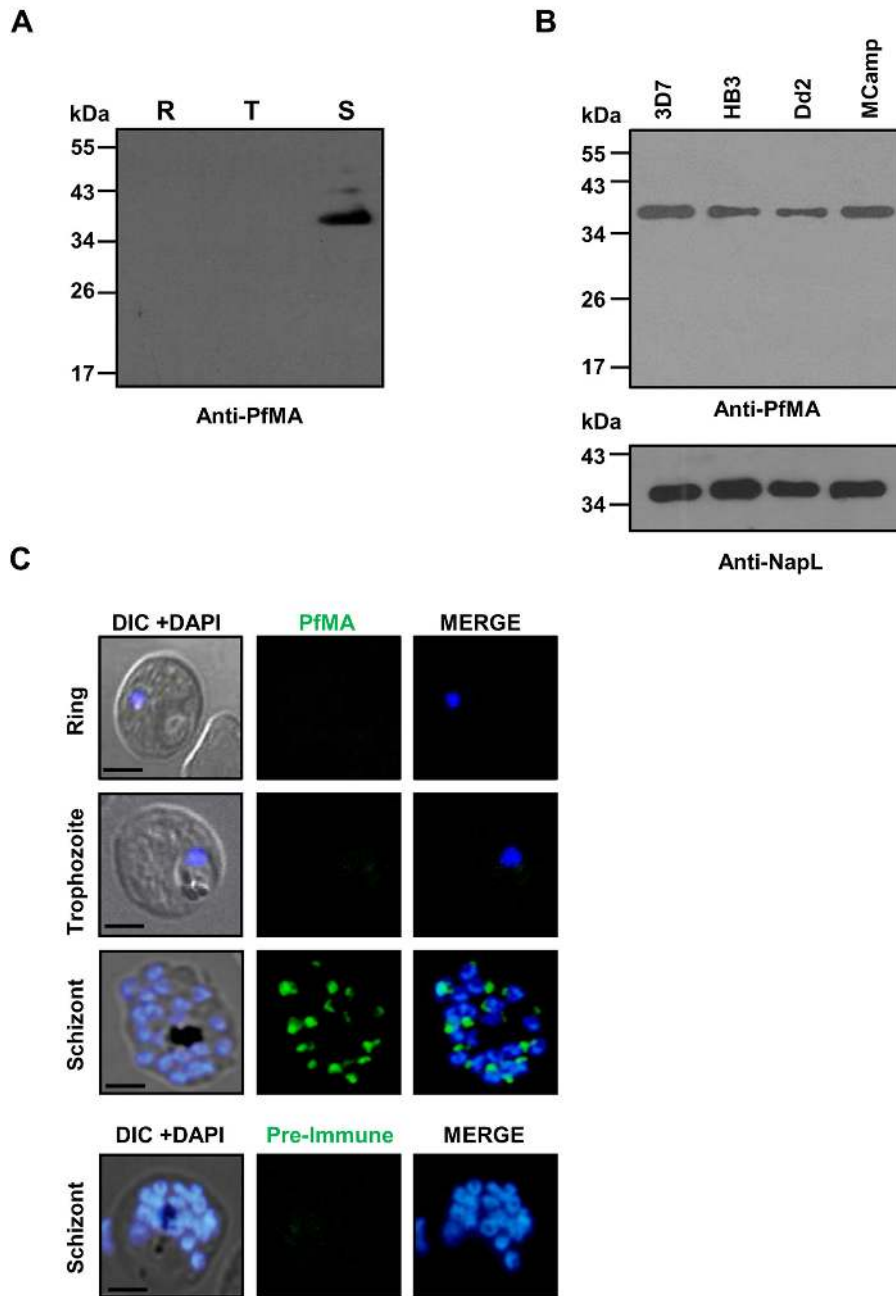 A
kDa R T S
55
43
34
26
17
Anti-PfMA
B
kDa 3D7 HB3 Dd2 MCamp
55
43
34
26
17
Anti-PfMA
kDa
43
34
Anti-NapL
C
DIC +DAPI PfMA MERGE
Ring
Trophozoite
Schizont
DIC +DAPI Pre-Immune MERGE
Schizont